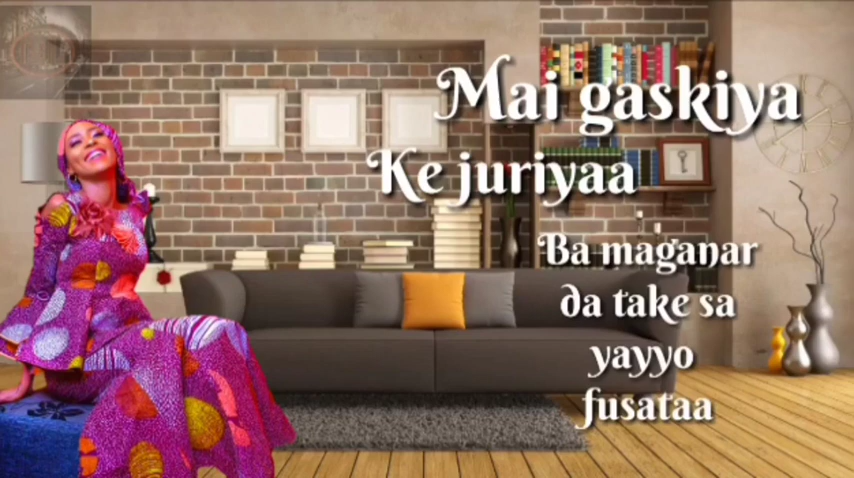 Mai gaskiya
Ke juriyaa
Ba maganar
da take sa
yayyo
fusataa